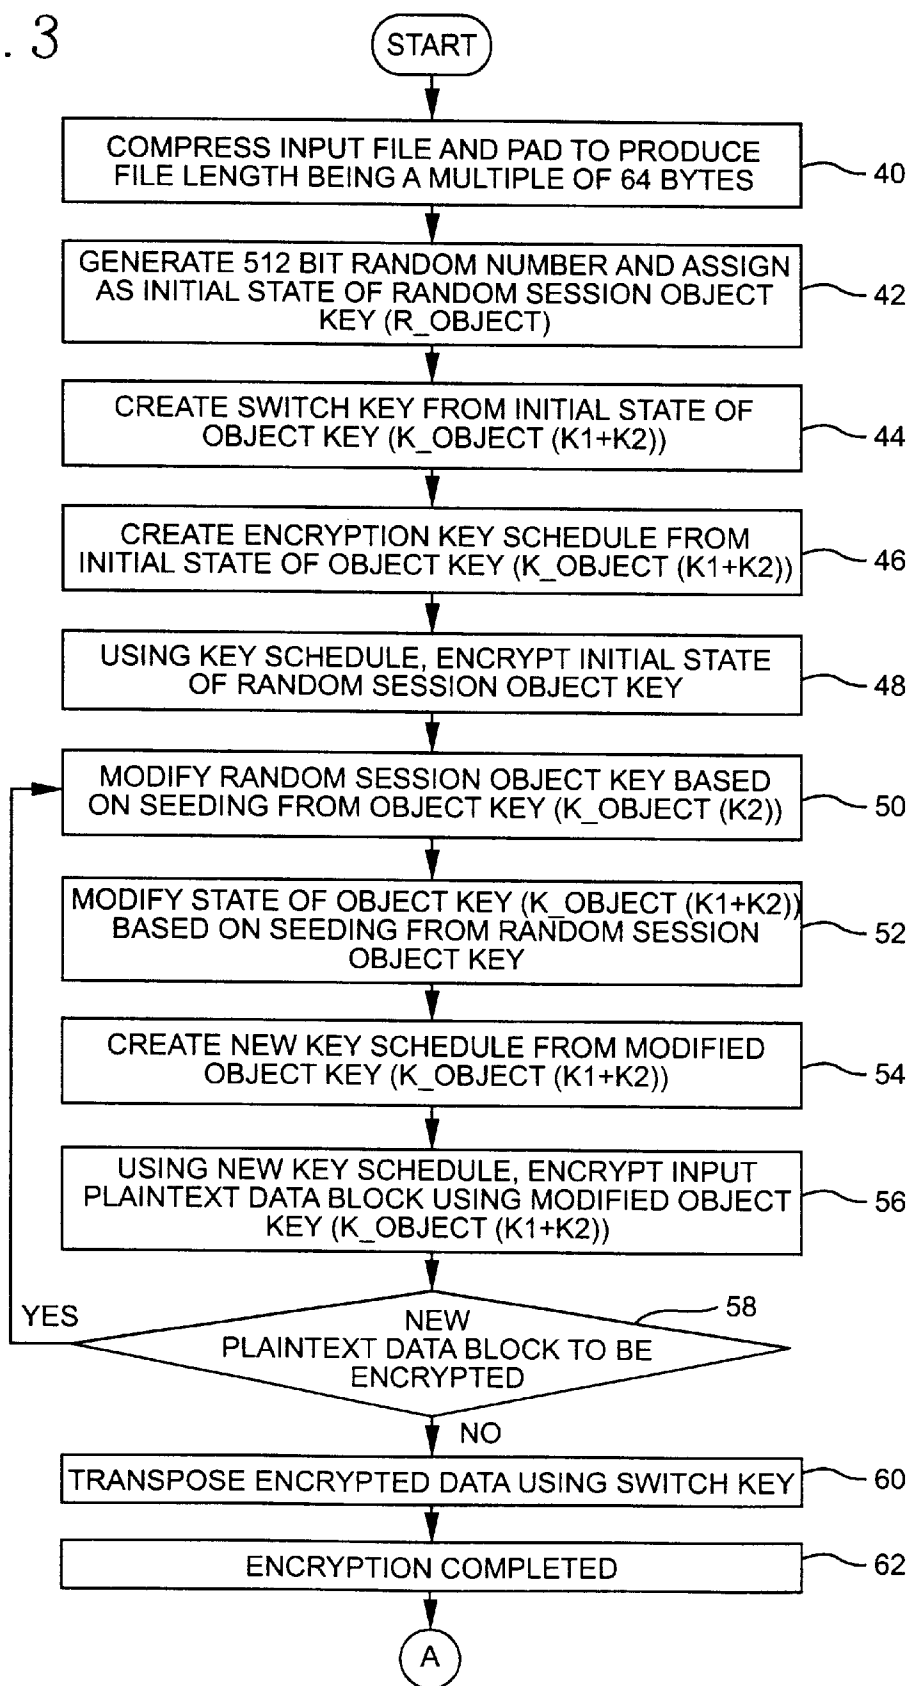 . 3
START
COMPRESS INPUT FILE AND PAD TO PRODUCE
FILE LENGTH BEING A MULTIPLE OF 64 BYTES
40
GENERATE 512 BIT RANDOM NUMBER AND ASSIGN
AS INITIAL STATE OF RANDOM SESSION OBJECT
KEY (R_OBJECT)
42
CREATE SWITCH KEY FROM INITIAL STATE OF
OBJECT KEY (K_OBJECT (K1+K2))
44
CREATE ENCRYPTION KEY SCHEDULE FROM
INITIAL STATE OF OBJECT KEY (K_OBJECT (K1+K2))
46
USING KEY SCHEDULE, ENCRYPT INITIAL STATE
OF RANDOM SESSION OBJECT KEY
48
MODIFY RANDOM SESSION OBJECT KEY BASED
ON SEEDING FROM OBJECT KEY (K_OBJECT (K2))
50
MODIFY STATE OF OBJECT KEY (K_OBJECT (K1+K2))
BASED ON SEEDING FROM RANDOM SESSION
OBJECT KEY
52
CREATE NEW KEY SCHEDULE FROM MODIFIED
OBJECT KEY (K_OBJECT (K1+K2))
54
USING NEW KEY SCHEDULE, ENCRYPT INPUT
PLAINTEXT DATA BLOCK USING MODIFIED OBJECT
KEY (K_OBJECT (K1+K2))
56
YES
58
NEW
PLAINTEXT DATA BLOCK TO BE
ENCRYPTED
NO
TRANSPOSE ENCRYPTED DATA USING SWITCH KEY
60
ENCRYPTION COMPLETED
62
A